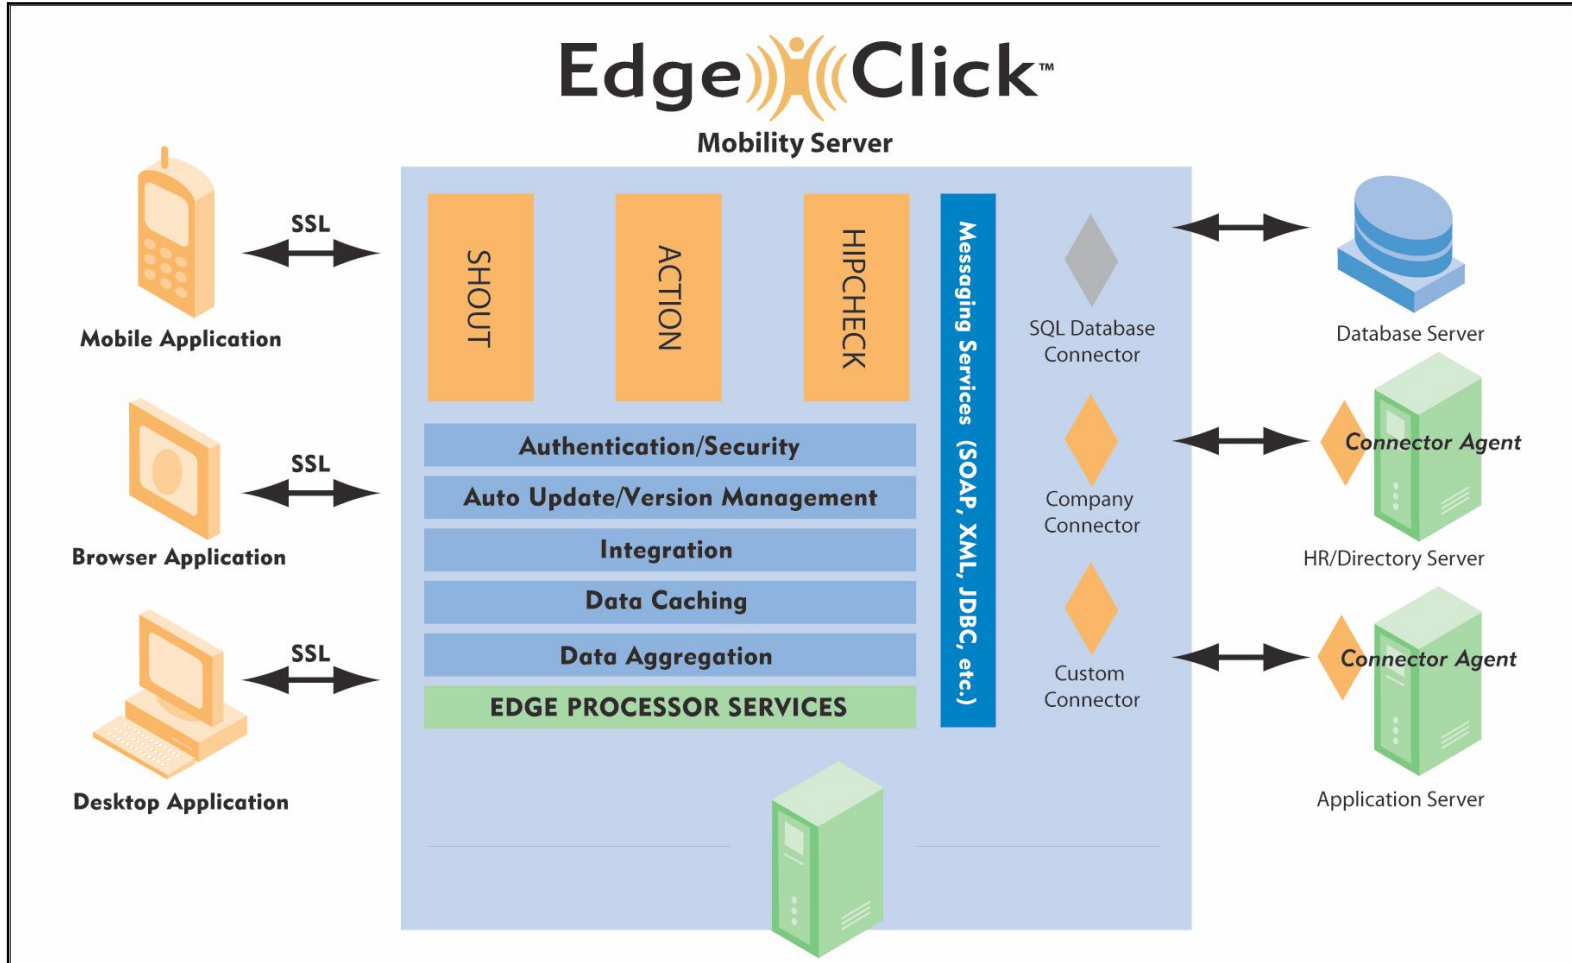 Edge Click™
Mobility Server
SSL
Mobile Application
SSL
Browser Application
SSL
Desktop Application
SHOUT
ACTION
HIPCHECK
Authentication/Security
Auto Update/Version Management
Integration
Data Caching
Data Aggregation
EDGE PROCESSOR SERVICES
Messaging Services (SOAP, XML, JDBC, etc.)
SQL Database
Connector
Company
Connector
Custom
Connector
Database Server
Connector Agent
HR/Directory Server
Connector Agent
Application Server